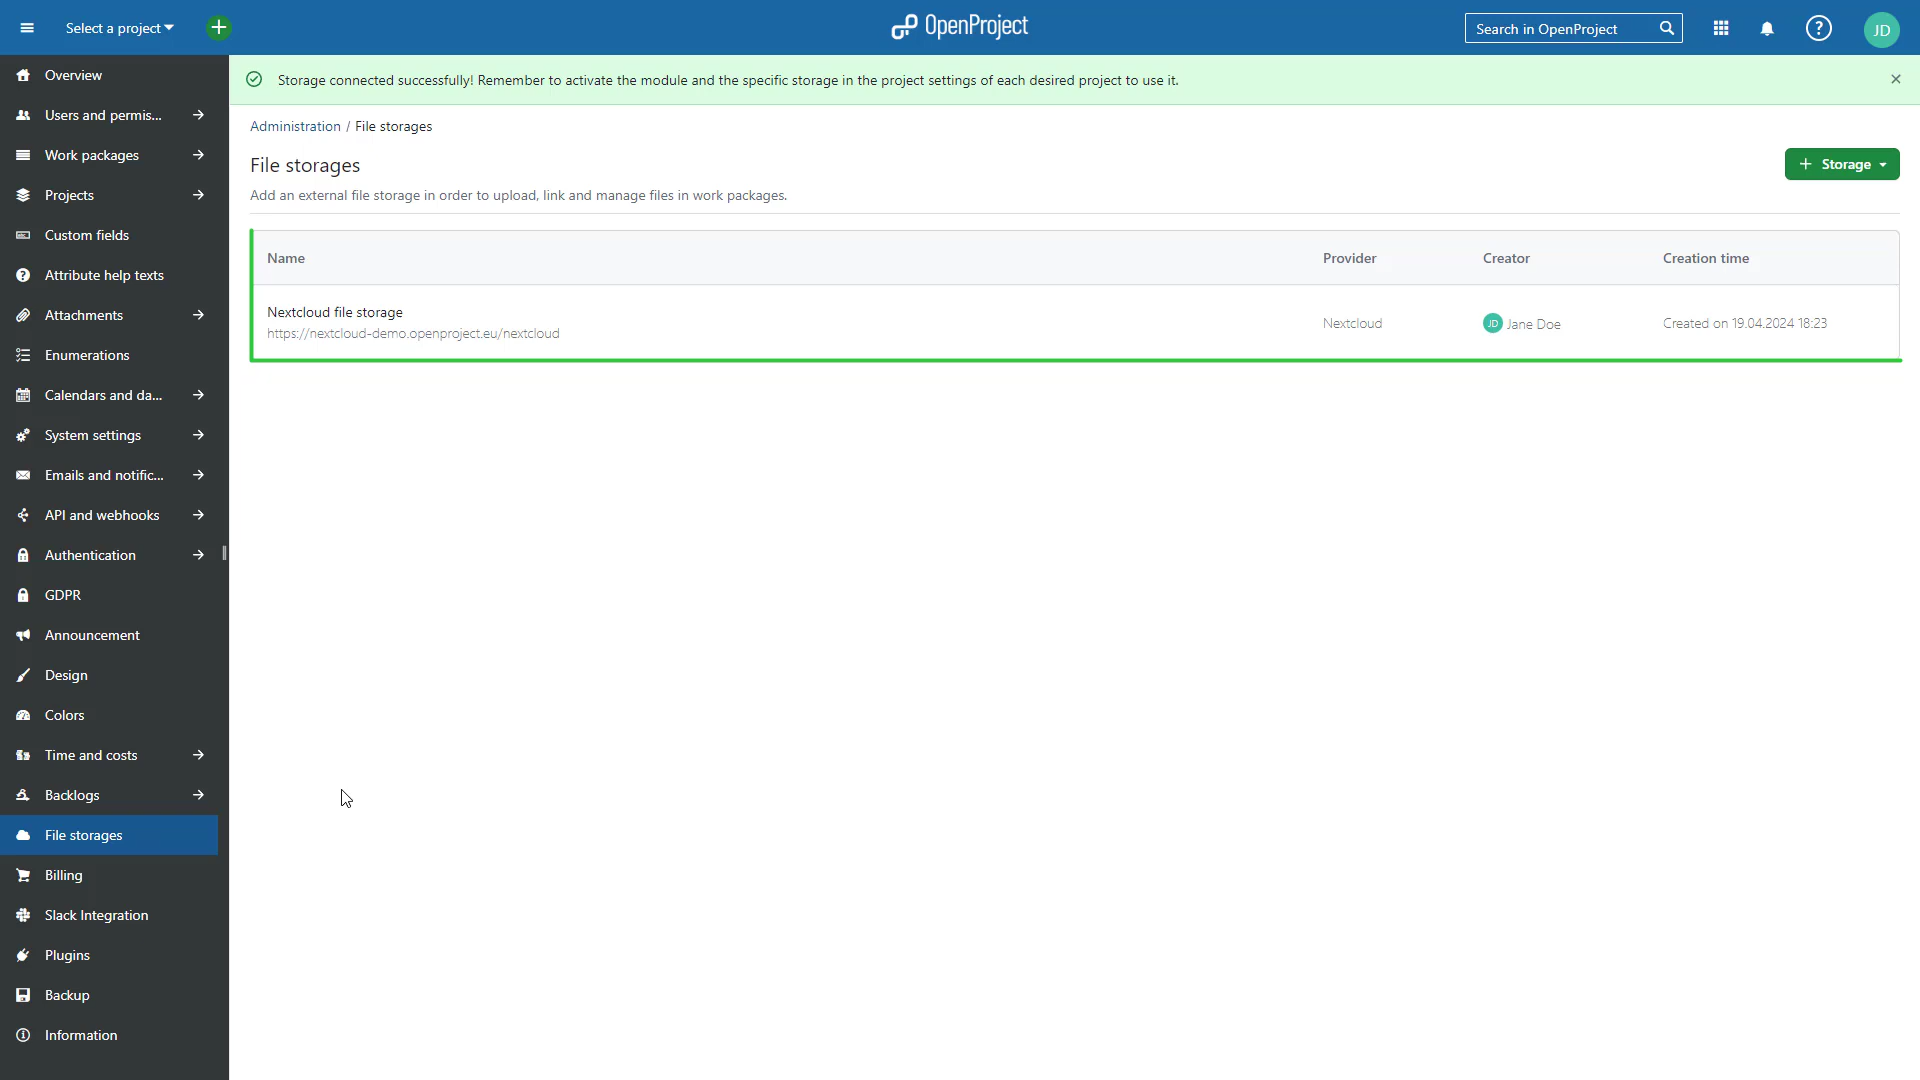 Select a project
OpenProject
Search in OpenProject
JD
Overview
Users and permis...
Work packages
Projects
Custom fields
Attribute help texts
Attachments
Enumerations
Calendars and da...
System settings
Emails and notific...
API and webhooks
Authentication
GDPR
Announcement
Design
Colors
Time and costs
Backlogs
File storages
Billing
Slack Integration
Plugins
Backup
Information
Storage connected successfully! Remember to activate the module and the specific storage in the project settings of each desired project to use it.
Administration / File storages
File storages
Storage
Add an external file storage in order to upload, link and manage files in work packages.
Name Provider Creator Creation time
Nextcloud file storage
https://nextcloud-demo.openproject.eu/nextcloud
Nextcloud JD Jane Doe Created on 19.04.2024 18:23